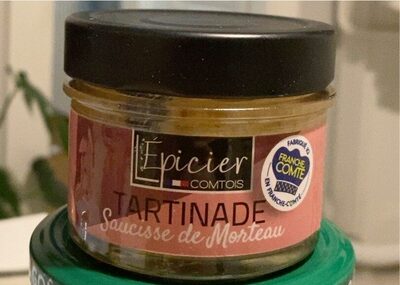 L'Épicier
COMTOIS
FABRIQUÉ
FRANCHE
COMTÉ
EN FRANCHE-COMTÉ
TARTINADE
Saucisse de Morteau